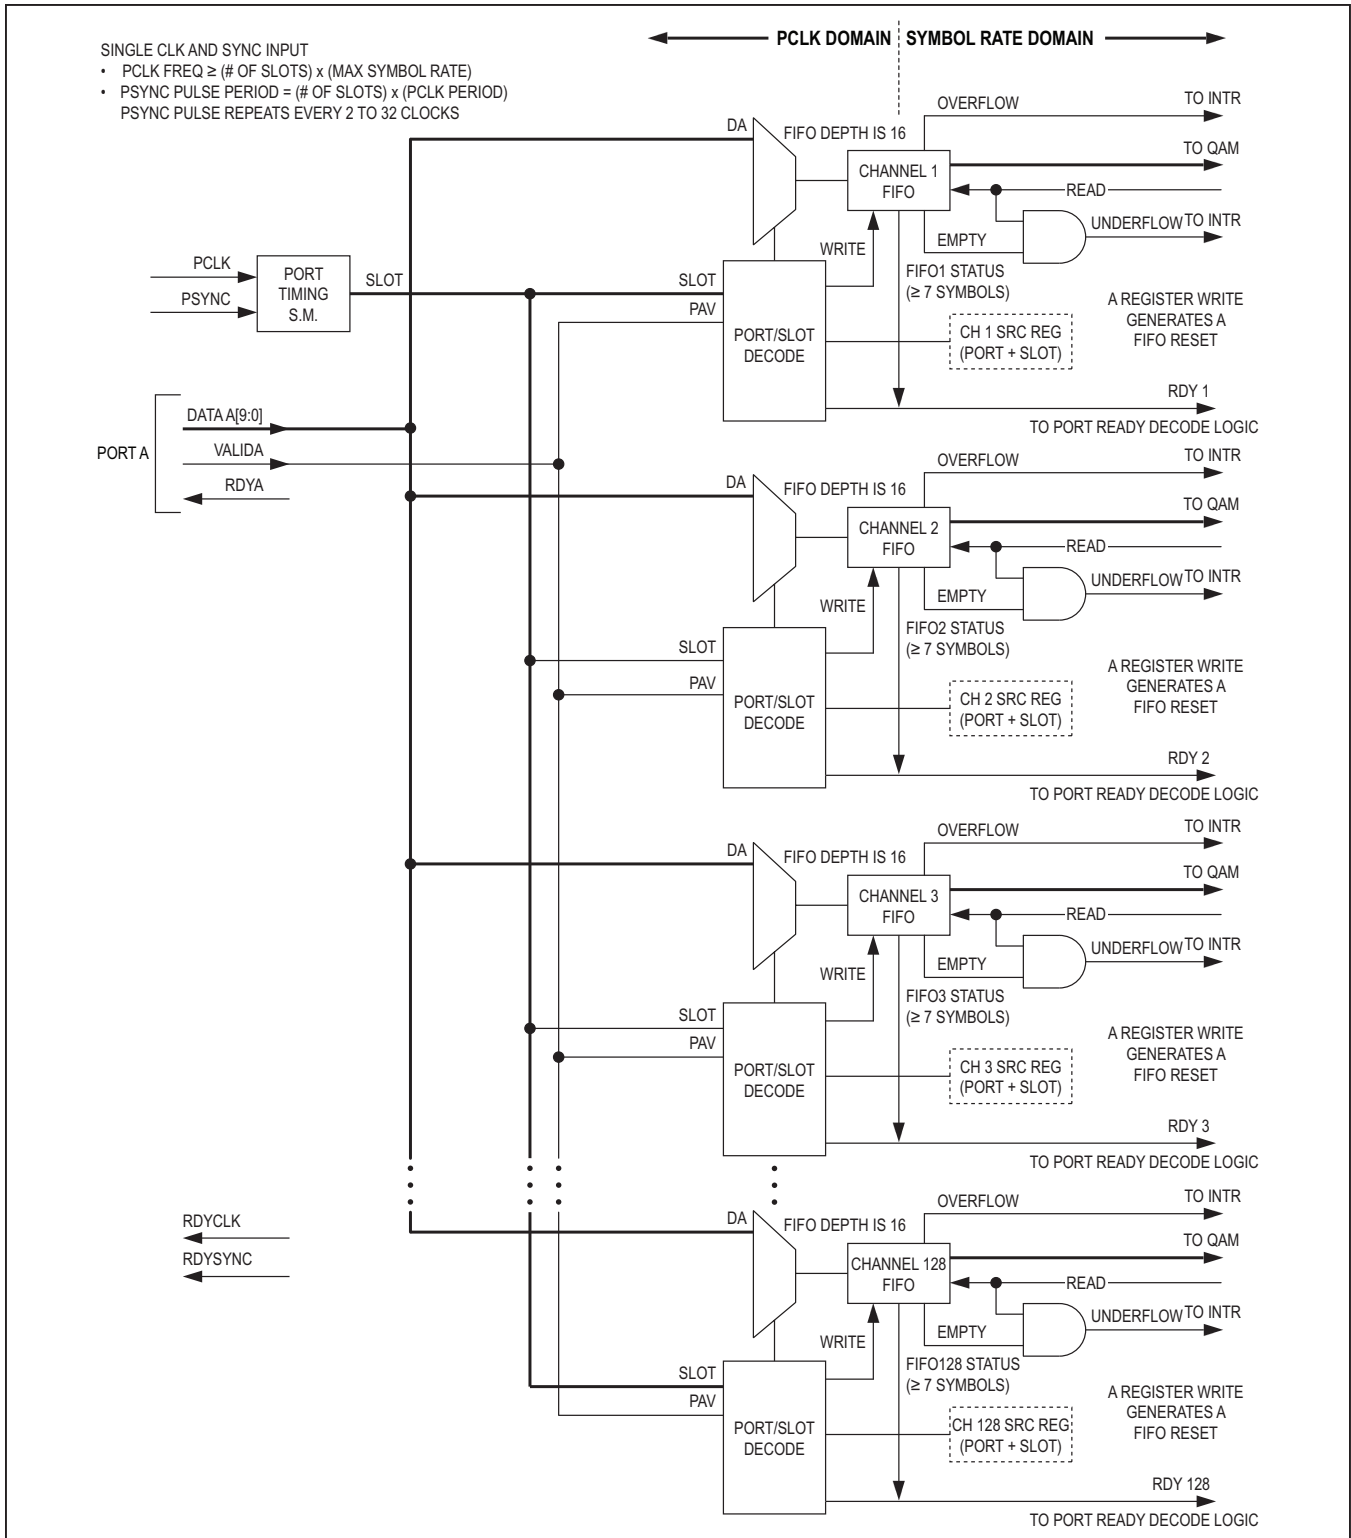 SINGLE CLK AND SYNC INPUT
• PCLK FREQ ≥ (# OF SLOTS) x (MAX SYMBOL RATE)
• PSYNC PULSE PERIOD = (# OF SLOTS) x (PCLK PERIOD)
PSYNC PULSE REPEATS EVERY 2 TO 32 CLOCKS
PCLK DOMAIN
SYMBOL RATE DOMAIN
PCLK
PSYNC
PORT
TIMING
S.M.
SLOT
PORT A
DATA A[9:0]
VALIDA
RDYA
RDYCLK
RDYSYNC
DA
FIFO DEPTH IS 16
OVERFLOW
TO INTR
CHANNEL 1
FIFO
TO QAM
READ
WRITE
EMPTY
UNDERFLOW
TO INTR
SLOT
PAV
PORT/SLOT
DECODE
FIFO1 STATUS
(≥ 7 SYMBOLS)
CH 1 SRC REG
(PORT + SLOT)
A REGISTER WRITE
GENERATES A
FIFO RESET
RDY 1
TO PORT READY DECODE LOGIC
DA
FIFO DEPTH IS 16
OVERFLOW
TO INTR
CHANNEL 2
FIFO
TO QAM
READ
WRITE
EMPTY
UNDERFLOW
TO INTR
SLOT
PAV
PORT/SLOT
DECODE
FIFO2 STATUS
(≥ 7 SYMBOLS)
CH 2 SRC REG
(PORT + SLOT)
A REGISTER WRITE
GENERATES A
FIFO RESET
RDY 2
TO PORT READY DECODE LOGIC
DA
FIFO DEPTH IS 16
OVERFLOW
TO INTR
CHANNEL 3
FIFO
TO QAM
READ
WRITE
EMPTY
UNDERFLOW
TO INTR
SLOT
PAV
PORT/SLOT
DECODE
FIFO3 STATUS
(≥ 7 SYMBOLS)
CH 3 SRC REG
(PORT + SLOT)
A REGISTER WRITE
GENERATES A
FIFO RESET
RDY 3
TO PORT READY DECODE LOGIC
DA
FIFO DEPTH IS 16
OVERFLOW
TO INTR
CHANNEL 128
FIFO
TO QAM
READ
WRITE
EMPTY
UNDERFLOW
TO INTR
SLOT
PAV
PORT/SLOT
DECODE
FIFO128 STATUS
(≥ 7 SYMBOLS)
CH 128 SRC REG
(PORT + SLOT)
A REGISTER WRITE
GENERATES A
FIFO RESET
RDY 128
TO PORT READY DECODE LOGIC